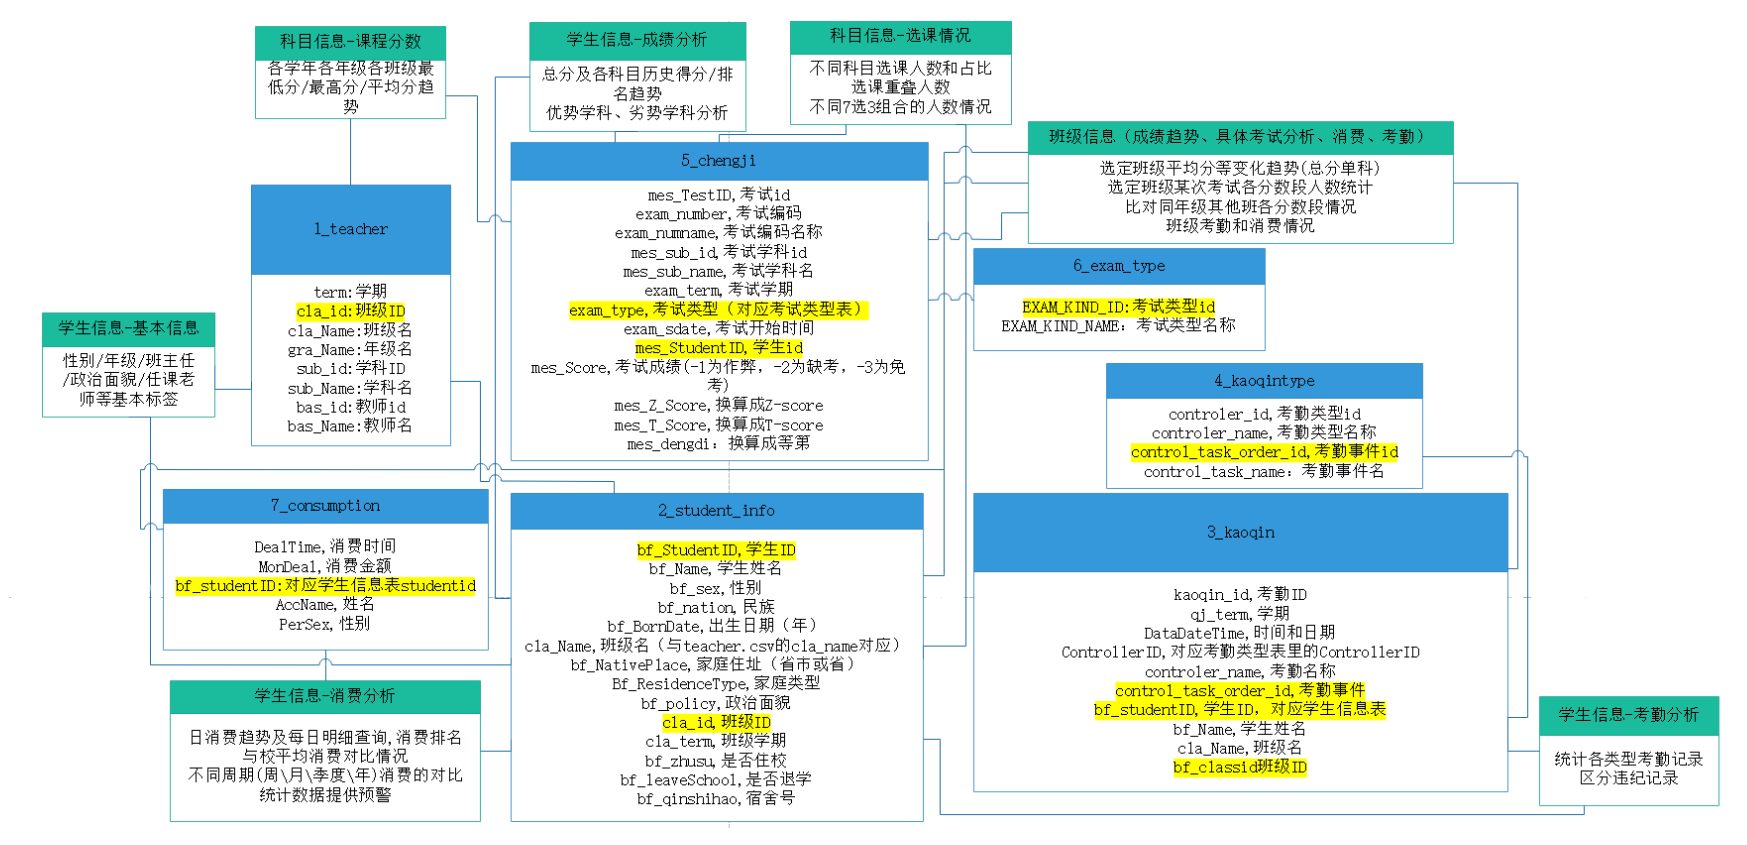 科目信息-课程分数
各学年各年级各班级最
低分/最高分/平均分趋
势
学生信息-成绩分析
总分及各科目历史得分/排
名趋势
优势学科、劣势学科分析
科目信息-选课情况
不同科目选课人数和占比
选课重叠人数
不同7选3组合的人数情况
班级信息（成绩趋势、具体考试分析、消费、考勤）
选定班级平均分等变化趋势(总分单科)
选定班级某次考试各分数段人数统计
比对同年级其他班各分数段情况
班级考勤和消费情况
1_teacher
term:学期
cla_id:班级ID
cla_Name:班级名
gra_Name:年级名
sub_id:学科ID
sub_Name:学科名
bas_id:教师id
bas_Name:教师名
5_chengji
mes_TestID,考试id
exam_number,考试编码
exam_numname,考试编码名称
mes_sub_id,考试学科id
mes_sub_name,考试学科名
exam_term,考试学期
exam_type,考试类型（对应考试类型表）
exam_sdate,考试开始时间
mes_StudentID,学生id
mes_Score,考试成绩(-1为作弊，-2为缺考，-3为免
考)
mes_Z_Score,换算成Z-score
mes_T_Score,换算成T-score
mes_dengdi：换算成等第
6_exam_type
EXAM_KIND_ID:考试类型id
EXAM_KIND_NAME：考试类型名称
学生信息-基本信息
性别/年级/班主任
/政治面貌/任课老
师等基本标签
4_kaoqintype
controler_id,考勤类型id
controler_name,考勤类型名称
control_task_order_id,考勤事件id
control_task_name：考勤事件名
7_consumption
DealTime,消费时间
MonDeal,消费金额
bf_studentID:对应学生信息表studentid
AccName,姓名
PerSex,性别
2_student_info
bf_StudentID,学生ID
bf_Name,学生姓名
bf_sex,性别
bf_nation,民族
bf_BornDate,出生日期（年）
cla_Name,班级名（与teacher.csv的cla_name对应）
bf_NativePlace,家庭住址（省市或省）
Bf_ResidenceType,家庭类型
bf_policy,政治面貌
cla_id,班级ID
cla_term,班级学期
bf_zhusu,是否住校
bf_leaveSchool,是否退学
bf_qinshihao,宿舍号
3_kaoqin
kaoqin_id,考勤ID
qj_term,学期
DataDateTime,时间和日期
ControllerID,对应考勤类型表里的ControllerID
controler_name,考勤名称
control_task_order_id,考勤事件
bf_studentID,学生ID，对应学生信息表
bf_Name,学生姓名
cla_Name,班级名
bf_classid班级ID
学生信息-消费分析
日消费趋势及每日明细查询,消费排名
与校平均消费对比情况
不同周期(周\月\季度\年)消费的对比
统计数据提供预警
学生信息-考勤分析
统计各类型考勤记录
区分违纪记录